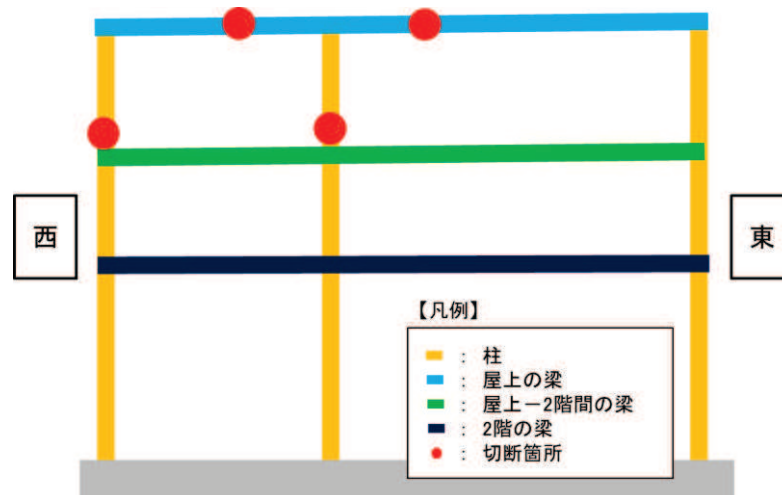 西
東
【凡例】
： 柱
： 屋上の梁
： 屋上－2階間の梁
： 2階の梁
： 切断箇所